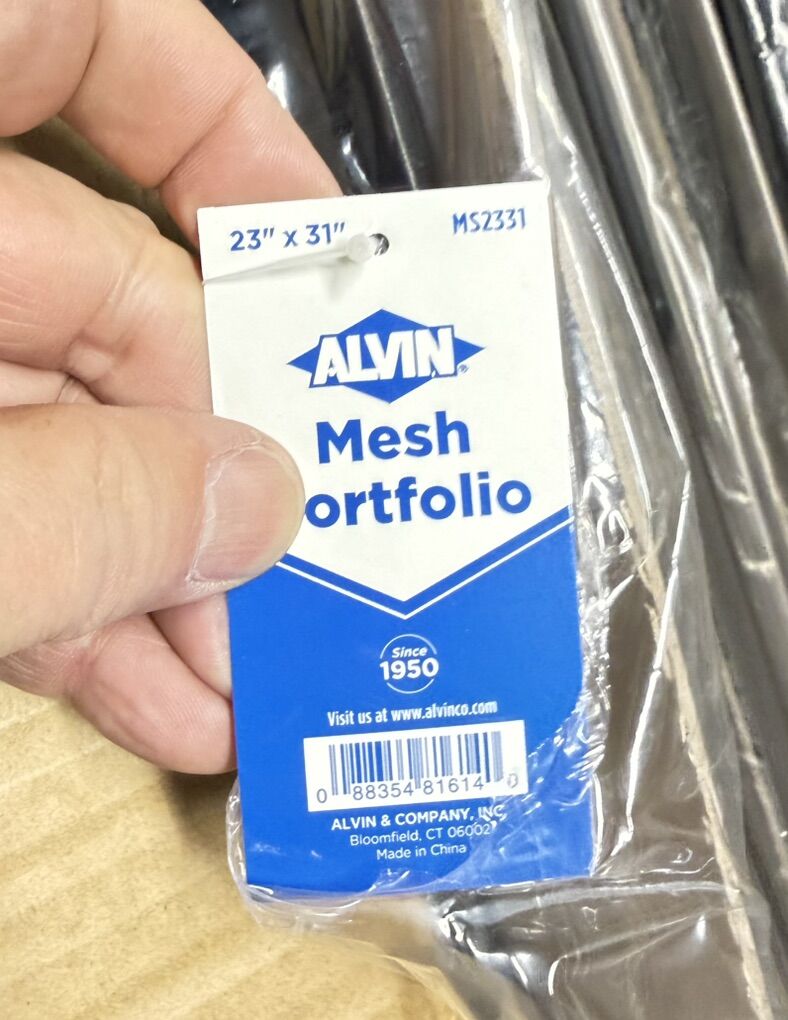 23" x 31" MS2331
ALVIN®
Mesh
ortfolio
Since
1950
Visit us at www.alvinco.com
0 88354 81614
ALVIN & COMPANY, INC
Bloomfield, CT 06002
Made in China